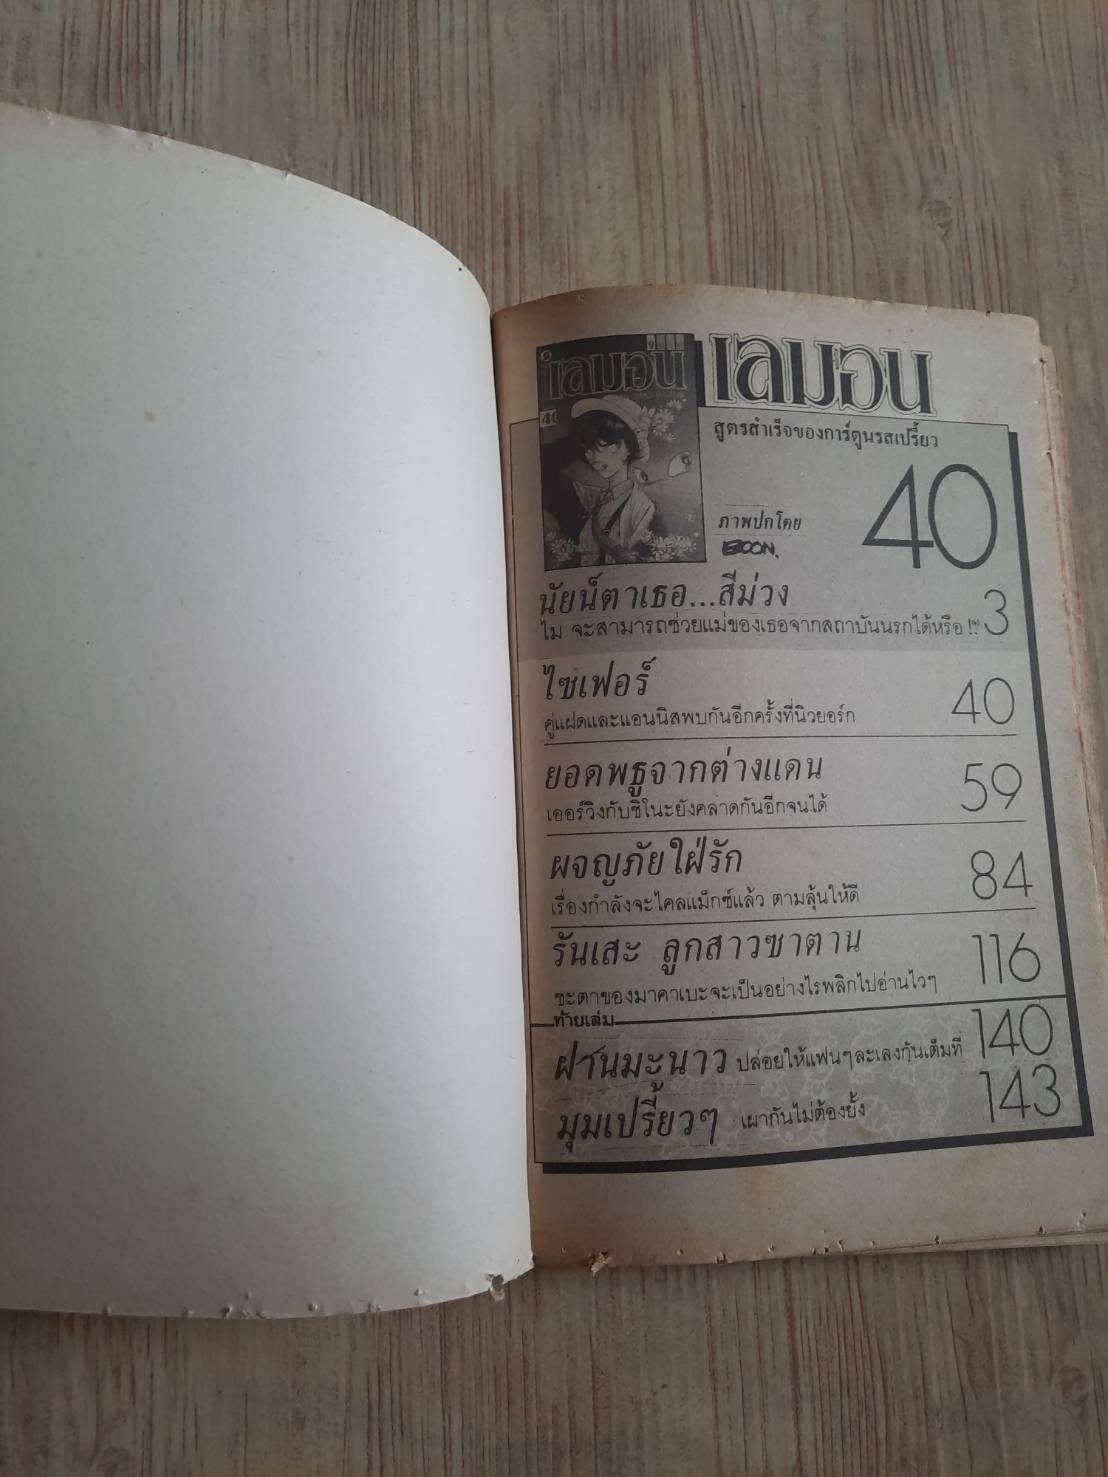 เลมอน
40
เลมอน
สูตรสำเร็จของการ์ตูนรสเปรี้ยว
40
ภาพปกโดย
BOON.
นัยน์ตาเธอ...สีม่วง
ไม จะสามารถช่วยแม่ของเธอจากสถาบันนรกได้หรือ !? 3
ไซเฟอร์
คู่แฝดและแอนนิสพบกันอีกครั้งที่นิวยอร์ก 40
ยอดพธูจากต่างแดน
เออร์วิงกับชิโนะยังคลาดกันอีกจนได้ 59
ผจญภัยใฝ่รัก
เรื่องกำลังจะไคลแม็กซ์แล้ว ตามลุ้นให้ดี 84
รันเสะ ลูกสาวซาตาน
ชะตาของมาคาเบะจะเป็นอย่างไรพลิกไปอ่านไวๆ 116
ท้ายเล่ม
ฝานมะนาว ปล่อยให้แฟนๆละเลงกันเต็มที่ 140
มุมเปรี้ยวๆ เผากันไม่ต้องยั้ง 143